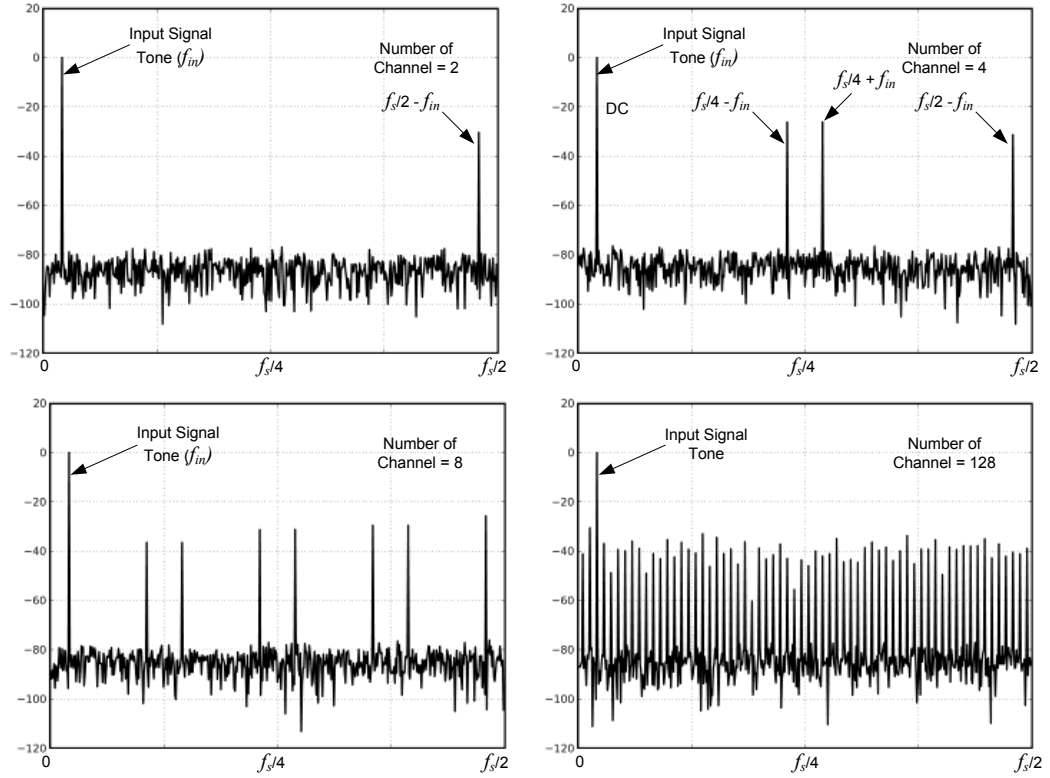 20
0
−20
−40
−60
−80
−100
−120
Input Signal
Tone (fin)
Number of
Channel = 2
fs/2 - fin
0
fs/4
fs/2
20
0
−20
−40
−60
−80
−100
−120
Input Signal
Tone (fin)
DC
Number of
Channel = 4
fs/4 - fin
fs/4 + fin
fs/2 - fin
0
fs/4
fs/2
20
0
−20
−40
−60
−80
−100
−120
Input Signal
Tone (fin)
Number of
Channel = 8
0
fs/4
fs/2
20
0
−20
−40
−60
−80
−100
−120
Input Signal
Tone
Number of
Channel = 128
0
fs/4
fs/2